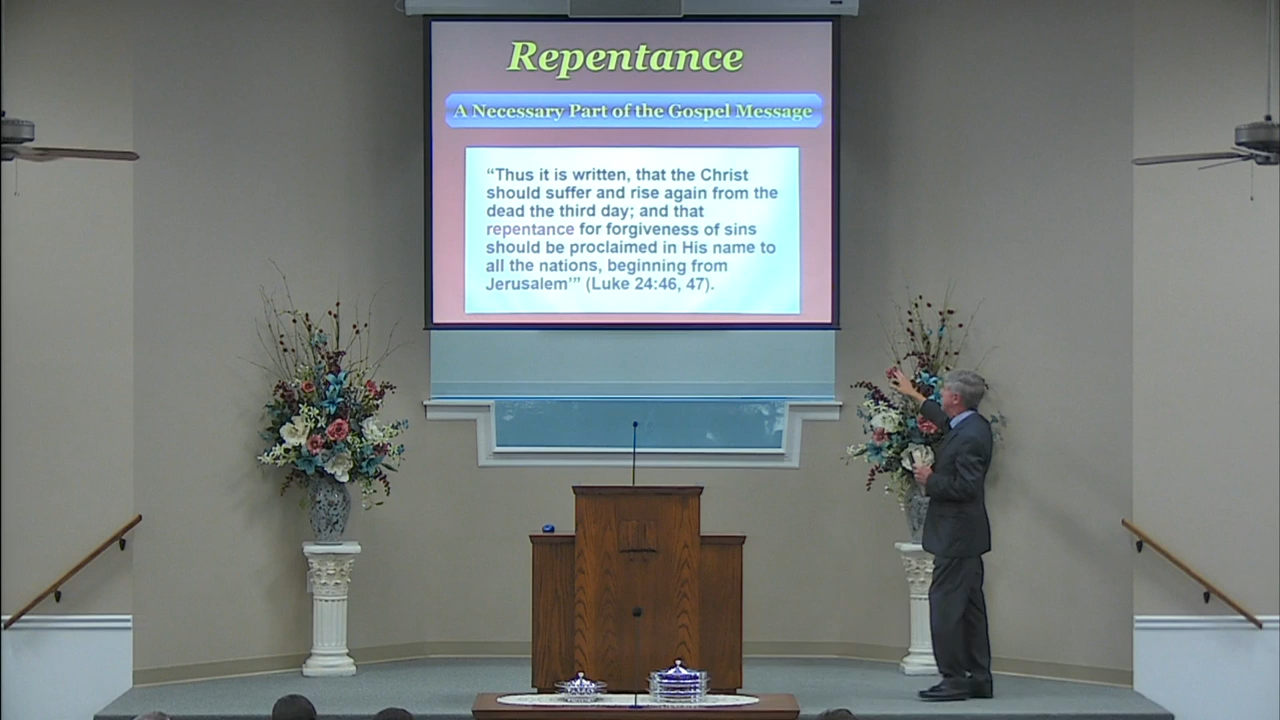 Repentance
A Necessary Part of the Gospel Message
“Thus it is written, that the Christ
should suffer and rise again from the
dead the third day; and that
repentance for forgiveness of sins
should be proclaimed in His name to
all the nations, beginning from
Jerusalem’” (Luke 24:46, 47).